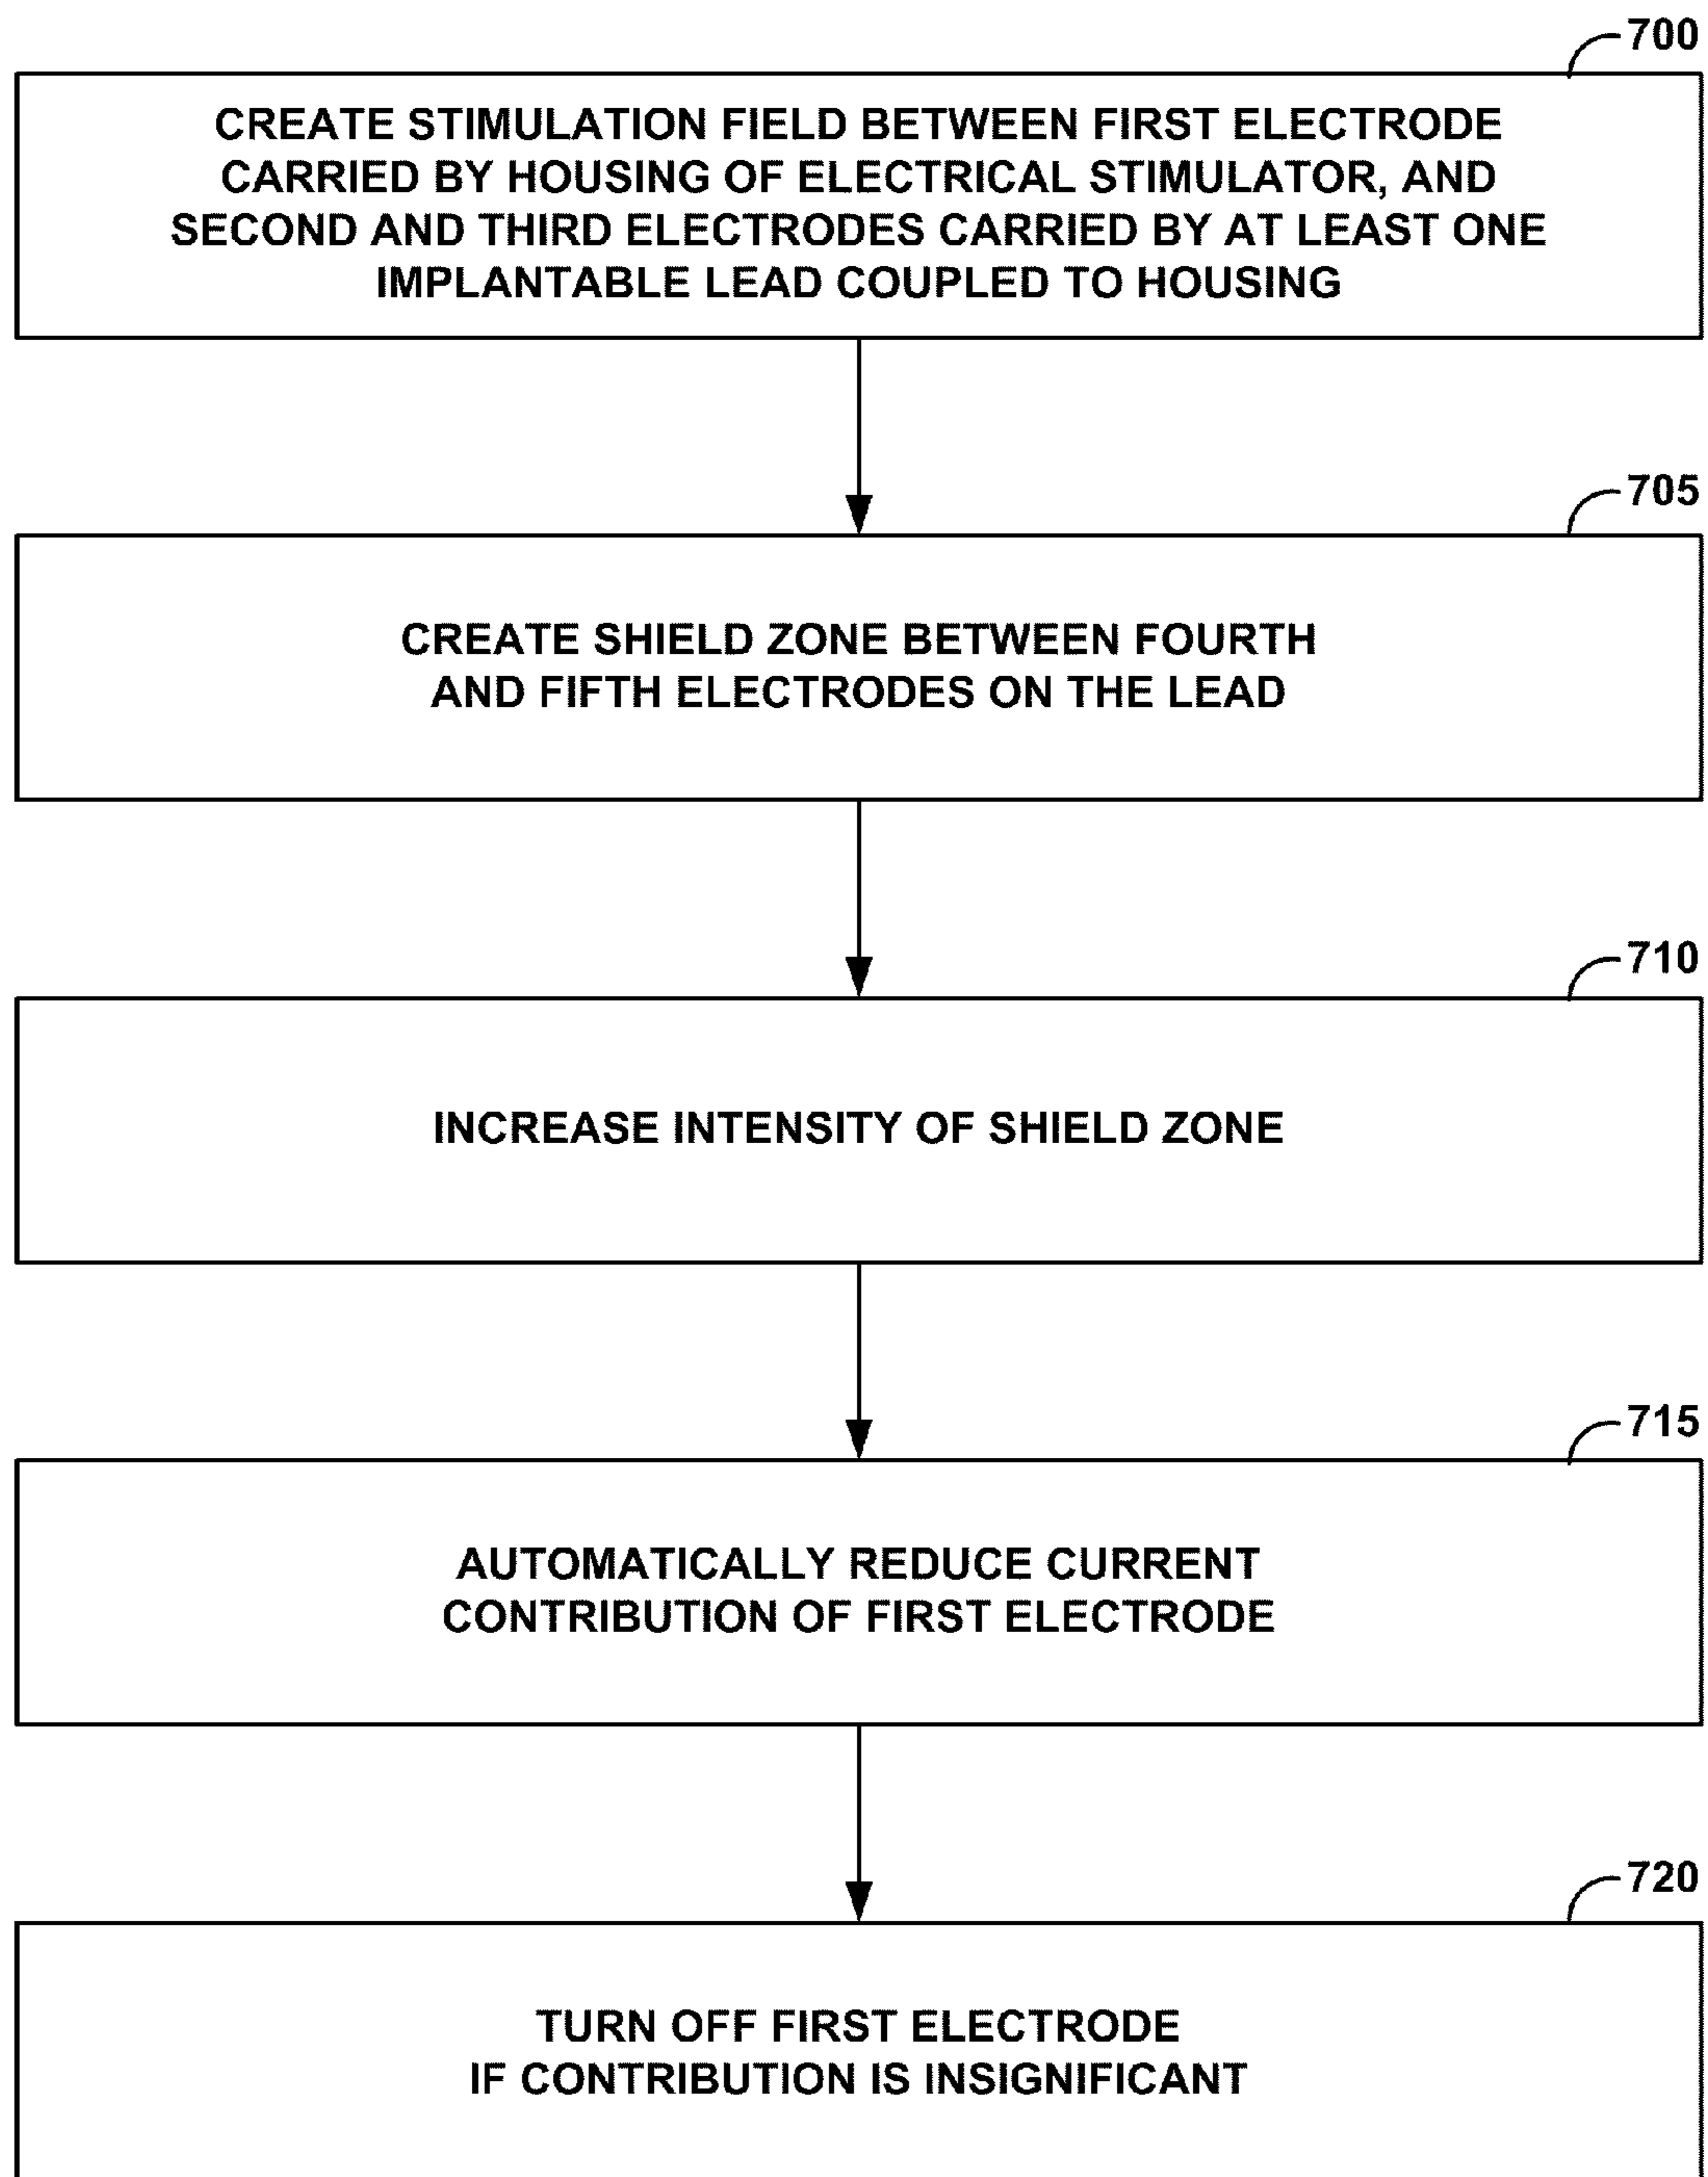 700
CREATE STIMULATION FIELD BETWEEN FIRST ELECTRODE
CARRIED BY HOUSING OF ELECTRICAL STIMULATOR, AND
SECOND AND THIRD ELECTRODES CARRIED BY AT LEAST ONE
IMPLANTABLE LEAD COUPLED TO HOUSING
705
CREATE SHIELD ZONE BETWEEN FOURTH
AND FIFTH ELECTRODES ON THE LEAD
710
INCREASE INTENSITY OF SHIELD ZONE
715
AUTOMATICALLY REDUCE CURRENT
CONTRIBUTION OF FIRST ELECTRODE
720
TURN OFF FIRST ELECTRODE
IF CONTRIBUTION IS INSIGNIFICANT